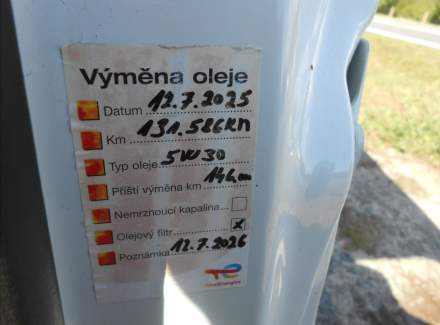 Výměna oleje
Datum 12.7.2025
Km 131.586KM
Typ oleje 5W30
Příští výměna km
Nemrznoucí kapalina
Olejový filtr X
Poznámka 12.7.2026
TotalEnergies